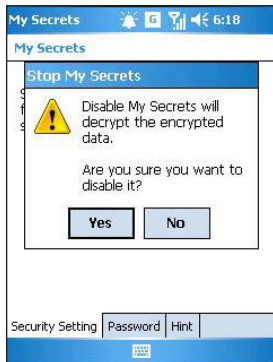 My Secrets G 6:18
My Secrets
Stop My Secrets
Disable My Secrets will
decrypt the encrypted
data.
Are you sure you want to
disable it?
Yes No
Security Setting Password Hint